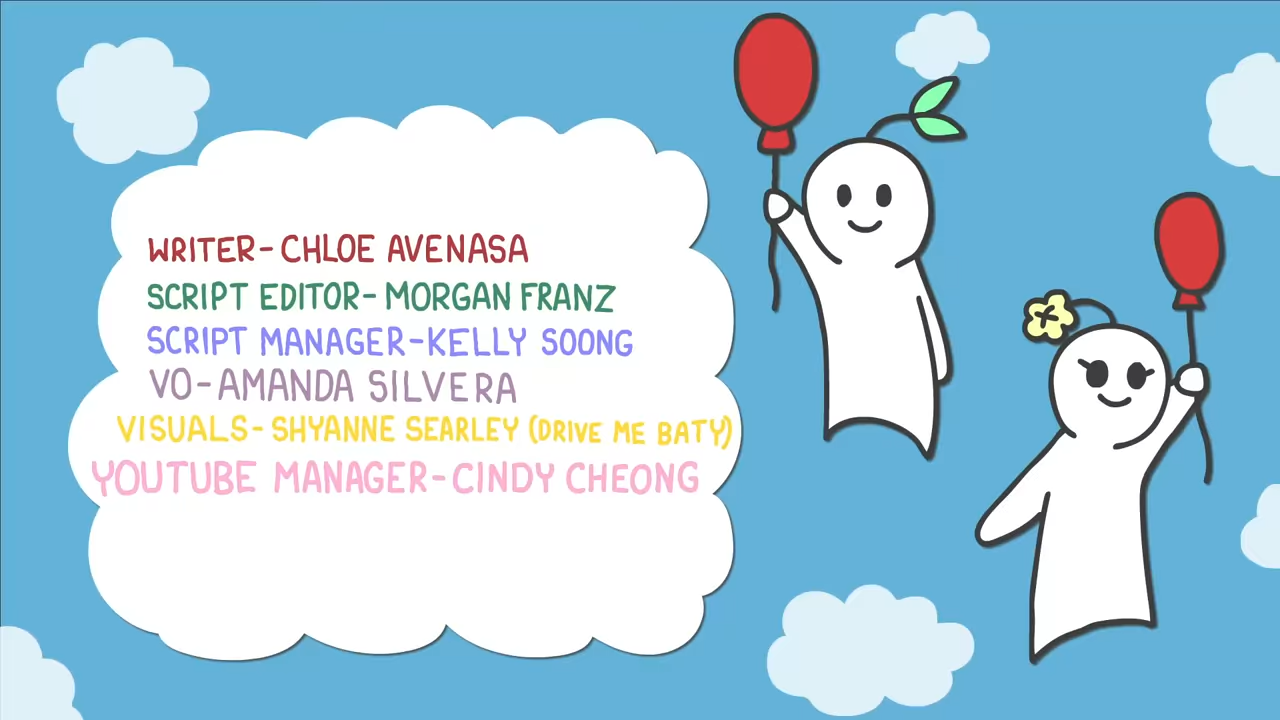 WRITER-CHLOE AVENASA
SCRIPT EDITOR-MORGAN FRANZ
SCRIPT MANAGER-KELLY SOONG
VO-AMANDA SILVERA
VISUALS-SHYANNE SEARLEY (DRIVE ME BATY)
YOUTUBE MANAGER-CINDY CHEONG